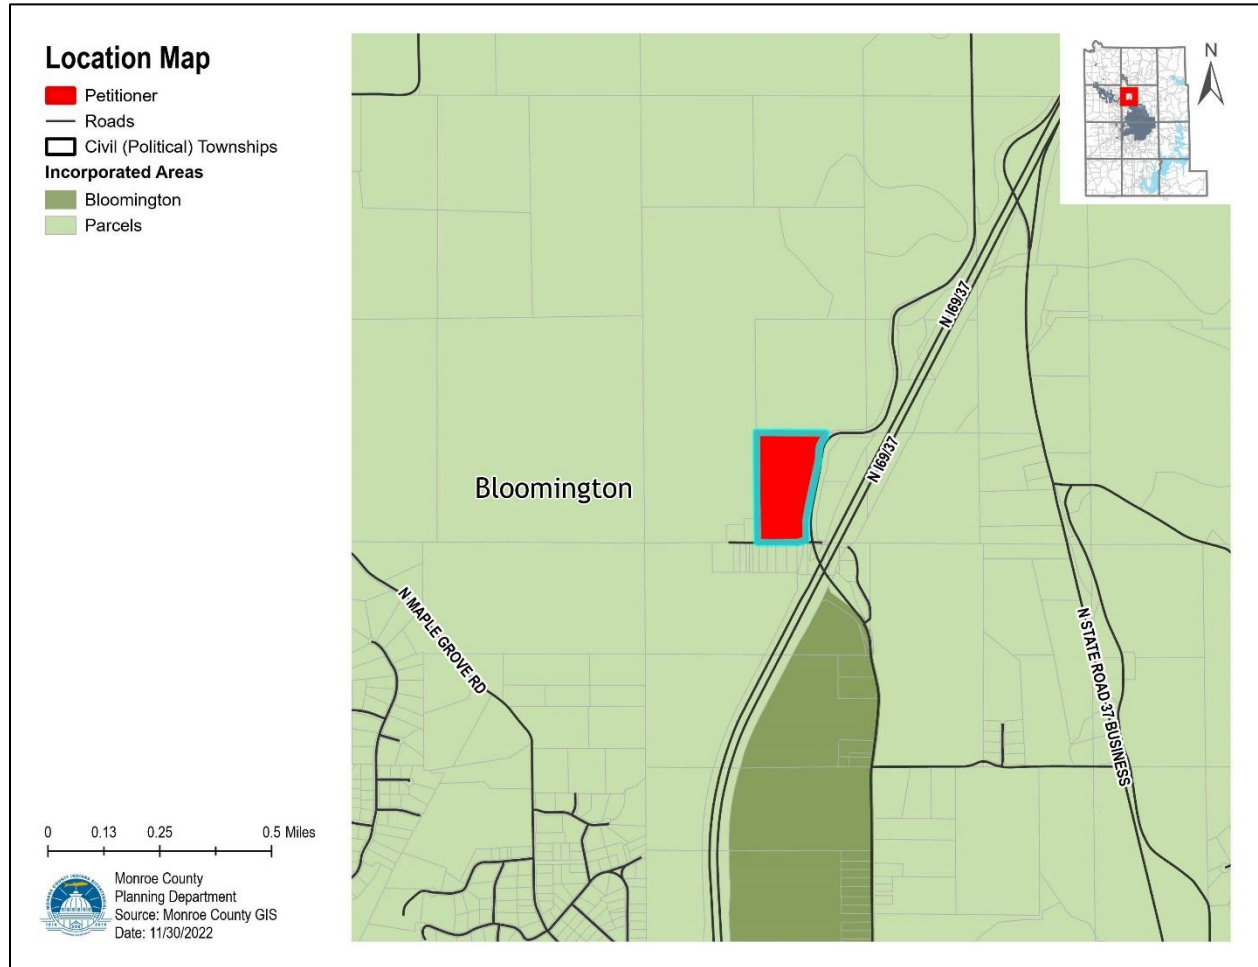 Location Map
Petitioner
Roads
Civil (Political) Townships
Incorporated Areas
Bloomington
Parcels
N
N I69/37
N I69/37
Bloomington
N MAPLE GROVE RD
N STATE ROAD 37 BUSINESS
0 0.13 0.25 0.5 Miles
Monroe County
Planning Department
Source: Monroe County GIS
Date: 11/30/2022